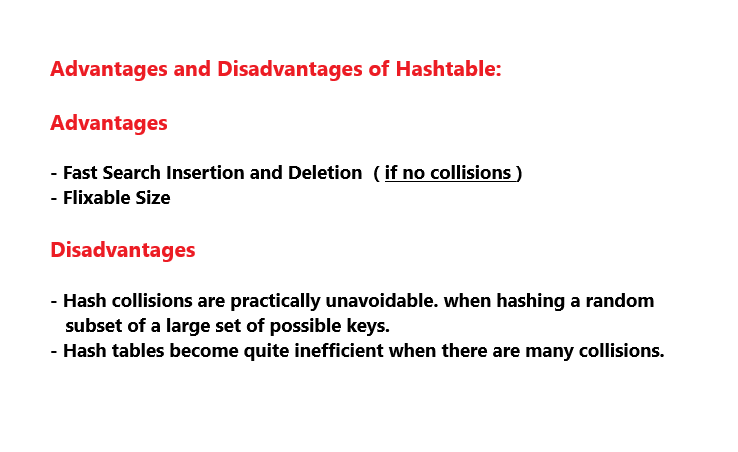 Advantages and Disadvantages of Hashtable:
Advantages
- Fast Search Insertion and Deletion  ( if no collisions )
- Flixable Size
Disadvantages
- Hash collisions are practically unavoidable. when hashing a random
subset of a large set of possible keys.
- Hash tables become quite inefficient when there are many collisions.